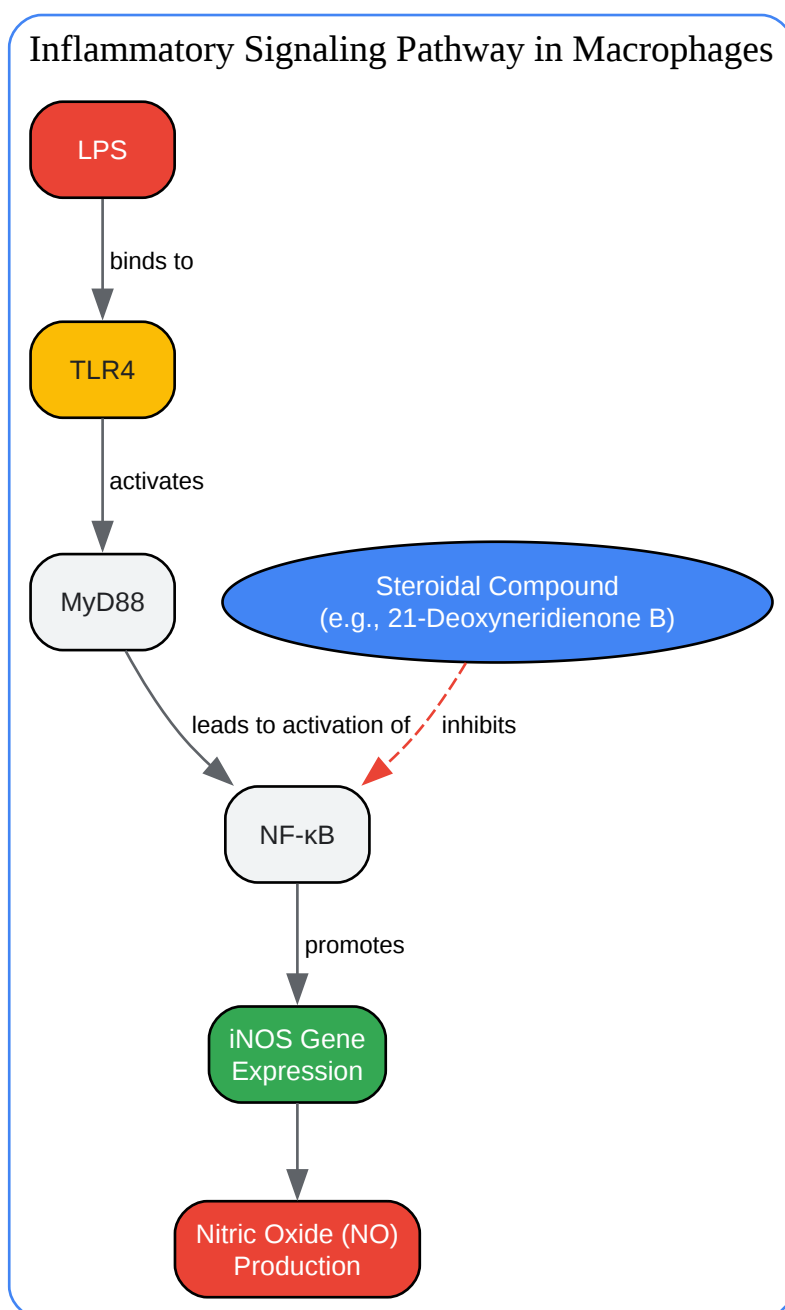 Inflammatory Signaling Pathway in Macrophages
LPS
binds to
TLR4
activates
MyD88
Steroidal Compound
(e.g., 21-Deoxyneridienone B)
leads to activation of
inhibits
NF-κB
promotes
iNOS Gene
Expression
Nitric Oxide (NO)
Production